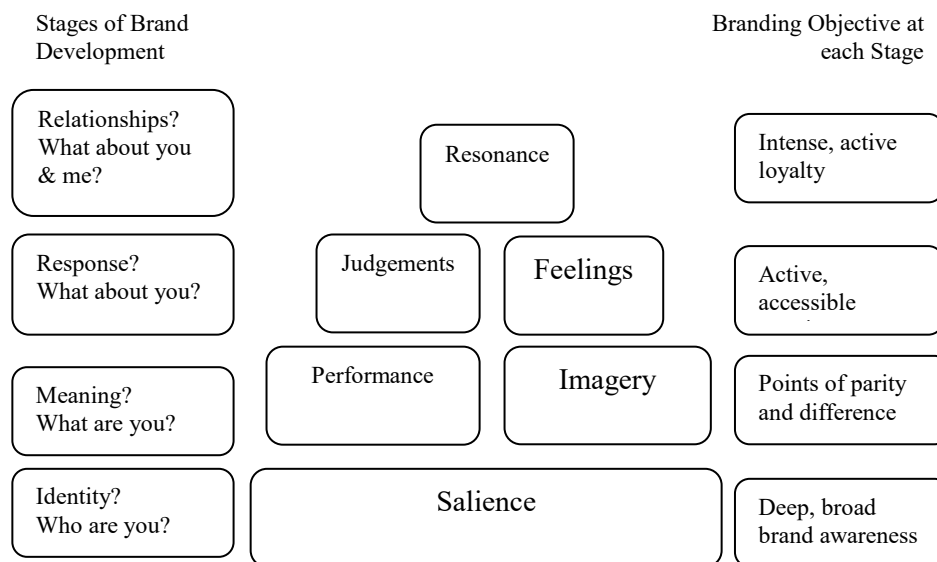 Stages of Brand
Development
Branding Objective at
each Stage
Relationships?
What about you
& me?
Resonance
Intense, active
loyalty
Response?
What about you?
Judgements
Feelings
Active,
accessible
Meaning?
What are you?
Performance
Imagery
Points of parity
and difference
Identity?
Who are you?
Salience
Deep, broad
brand awareness